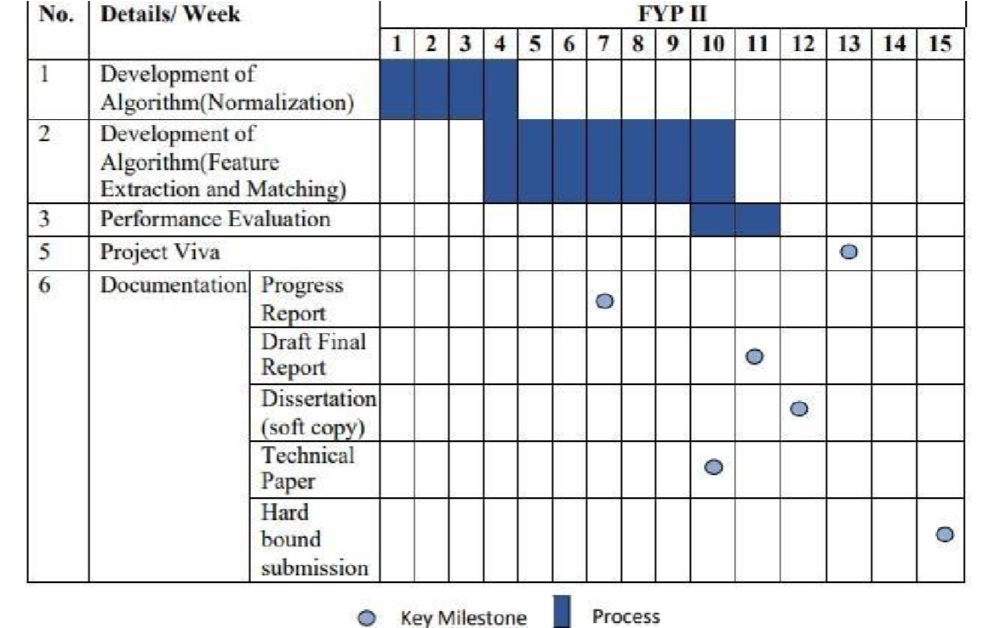 No. Details/ Week FYP II
1 2 3 4 5 6 7 8 9 10 11 12 13 14 15
1 Development of
Algorithm(Normalization)
2 Development of
Algorithm(Feature
Extraction and Matching)
3 Performance Evaluation
5 Project Viva
6 Documentation Progress
Report
Draft Final
Report
Dissertation
(soft copy)
Technical
Paper
Hard
bound
submission
Key Milestone Process